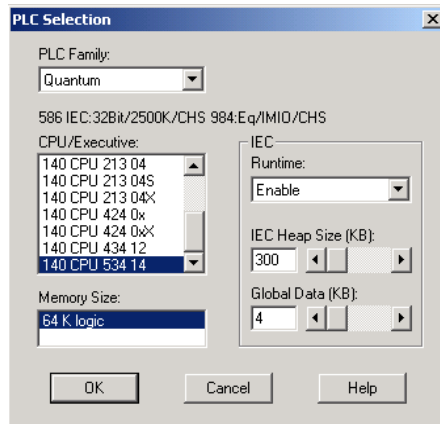 PLC Selection
PLC Family:
Quantum
586 IEC:32Bit/2500K/CHS 984:Eq/IMIO/CHS
CPU/Executive:
140 CPU 213 04
140 CPU 213 04S
140 CPU 213 04X
140 CPU 424 0x
140 CPU 424 0xX
140 CPU 434 12
140 CPU 534 14
Memory Size:
64 K logic
IEC
Runtime:
Enable
IEC Heap Size (KB):
300
Global Data (KB):
4
OK
Cancel
Help